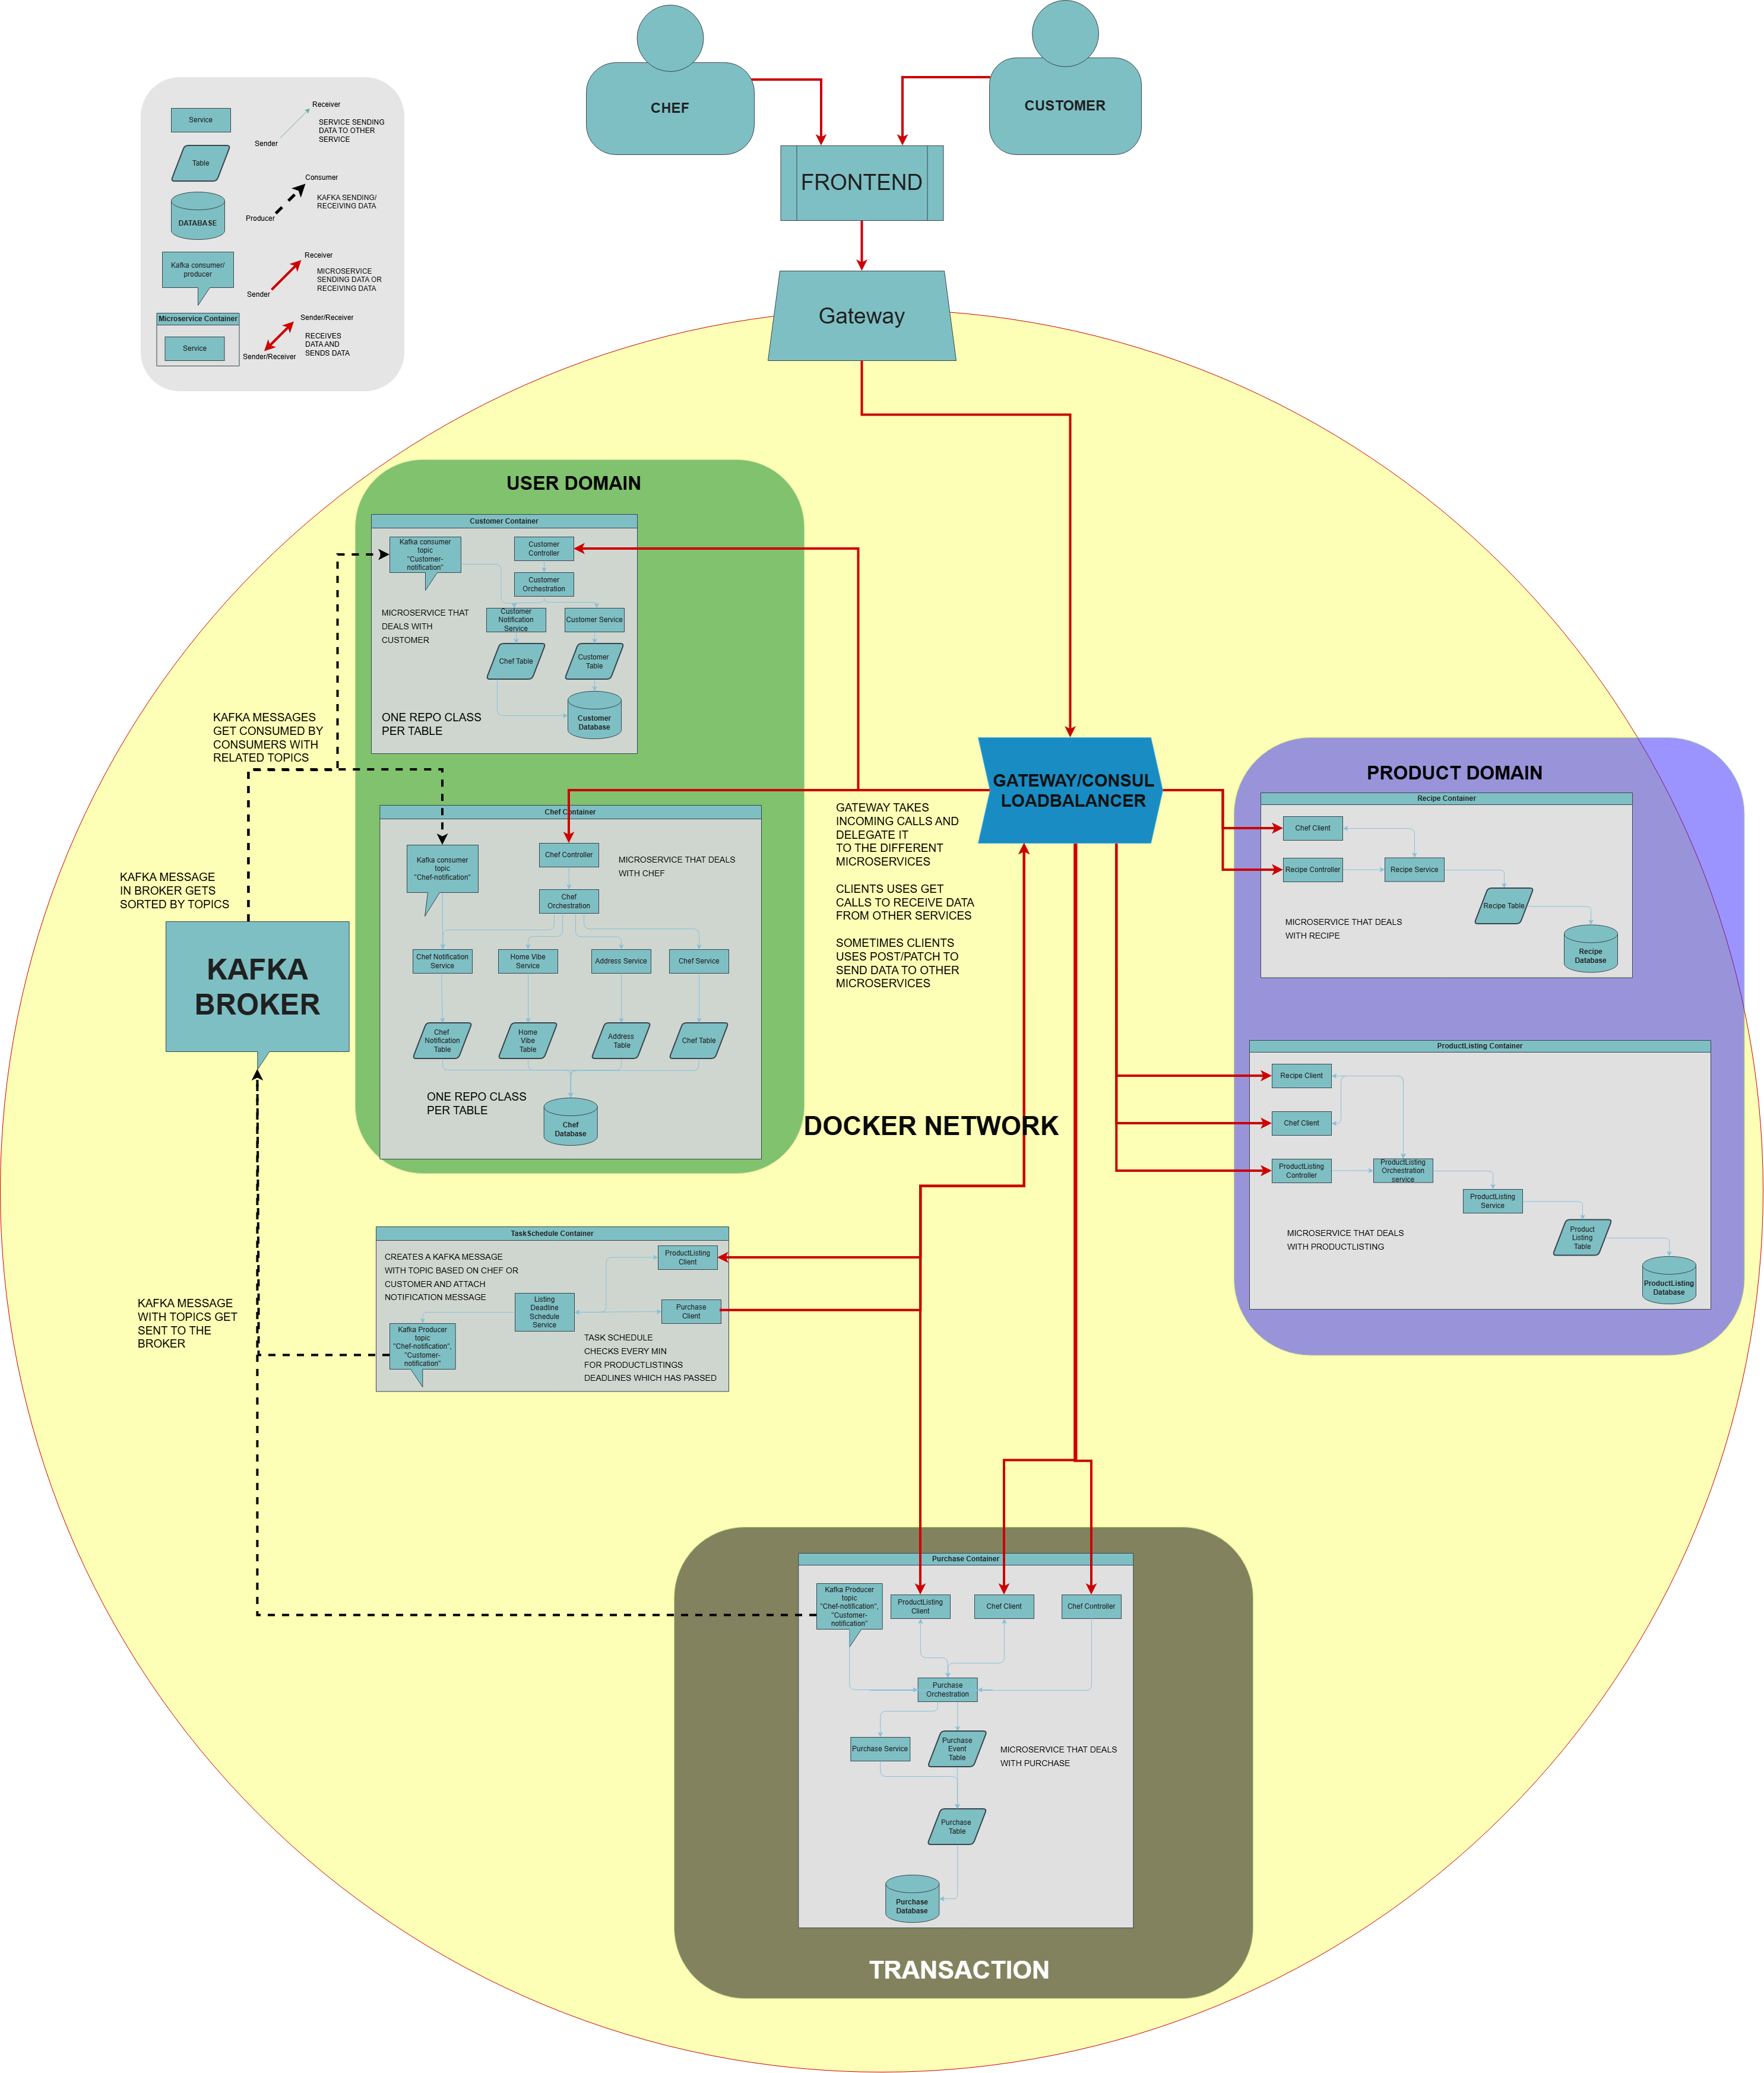 CHEF
CUSTOMER
FRONTEND
Gateway
Service
Table
DATABASE
Kafka consumer/
producer
Microservice Container
Service
Receiver
SERVICE SENDING
DATA TO OTHER
SERVICE
Sender
Consumer
KAFKA SENDING/
RECEIVING DATA
Producer
Receiver
MICROSERVICE
SENDING DATA OR
RECEIVING DATA
Sender
Sender/Receiver
RECEIVES
DATA AND
SENDS DATA
Sender/Receiver
USER DOMAIN
Customer Container
Kafka consumer
topic
"Customer-
notification"
Customer
Controller
Customer
Orchestration
MICROSERVICE THAT
DEALS WITH
CUSTOMER
Customer
Notification
Service
Customer Service
Chef Table
Customer
Table
ONE REPO CLASS
PER TABLE
Customer
Database
KAFKA MESSAGES
GET CONSUMED BY
CONSUMERS WITH
RELATED TOPICS
Chef Container
Kafka consumer
topic
"Chef-notification"
Chef Controller
MICROSERVICE THAT DEALS
WITH CHEF
Chef
Orchestration
Chef Notification
Service
Home Vibe
Service
Address Service
Chef Service
Chef
Notification
Table
Home
Vibe
Table
Address
Table
Chef Table
ONE REPO CLASS
PER TABLE
Chef
Database
KAFKA MESSAGE
IN BROKER GETS
SORTED BY TOPICS
KAFKA
BROKER
GATEWAY/CONSUL
LOADBALANCER
GATEWAY TAKES
INCOMING CALLS AND
DELEGATE IT
TO THE DIFFERENT
MICROSERVICES
CLIENTS USES GET
CALLS TO RECEIVE DATA
FROM OTHER SERVICES
SOMETIMES CLIENTS
USES POST/PATCH TO
SEND DATA TO OTHER
MICROSERVICES
DOCKER NETWORK
PRODUCT DOMAIN
Recipe Container
Chef Client
Recipe Controller
Recipe Service
Recipe Table
MICROSERVICE THAT DEALS
WITH RECIPE
Recipe
Database
ProductListing Container
Recipe Client
Chef Client
ProductListing
Controller
ProductListing
Orchestration
service
ProductListing
Service
MICROSERVICE THAT DEALS
WITH PRODUCTLISTING
Product
Listing
Table
ProductListing
Database
TaskSchedule Container
CREATES A KAFKA MESSAGE
WITH TOPIC BASED ON CHEF OR
CUSTOMER AND ATTACH
NOTIFICATION MESSAGE
ProductListing
Client
Listing
Deadline
Schedule
Service
Purchase
Client
Kafka Producer
topic
"Chef-notification",
"Customer-
notification"
TASK SCHEDULE
CHECKS EVERY MIN
FOR PRODUCTLISTINGS
DEADLINES WHICH HAS PASSED
KAFKA MESSAGE
WITH TOPICS GET
SENT TO THE
BROKER
Purchase Container
Kafka Producer
topic
"Chef-notification",
"Customer-
notification"
ProductListing
Client
Chef Client
Chef Controller
Purchase
Orchestration
Purchase Service
Purchase
Event
Table
MICROSERVICE THAT DEALS
WITH PURCHASE
Purchase
Table
Purchase
Database
TRANSACTION